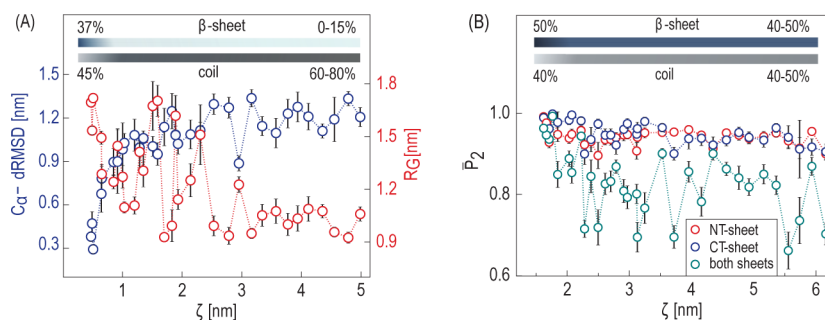 (A)
37% β-sheet 0-15%
45% coil 60-80%
1.5
1.2
0.9
0.6
0.3
Cα− dRMSD [nm]
1.8
1.5
1.2
0.9
RG [nm]
1 2 3 4 5
ζ [nm]
(B)
50% β-sheet 40-50%
40% coil 40-50%
1.0
0.8
0.6
P̄2
NT-sheet
CT-sheet
both sheets
2 3 4 5 6
ζ [nm]